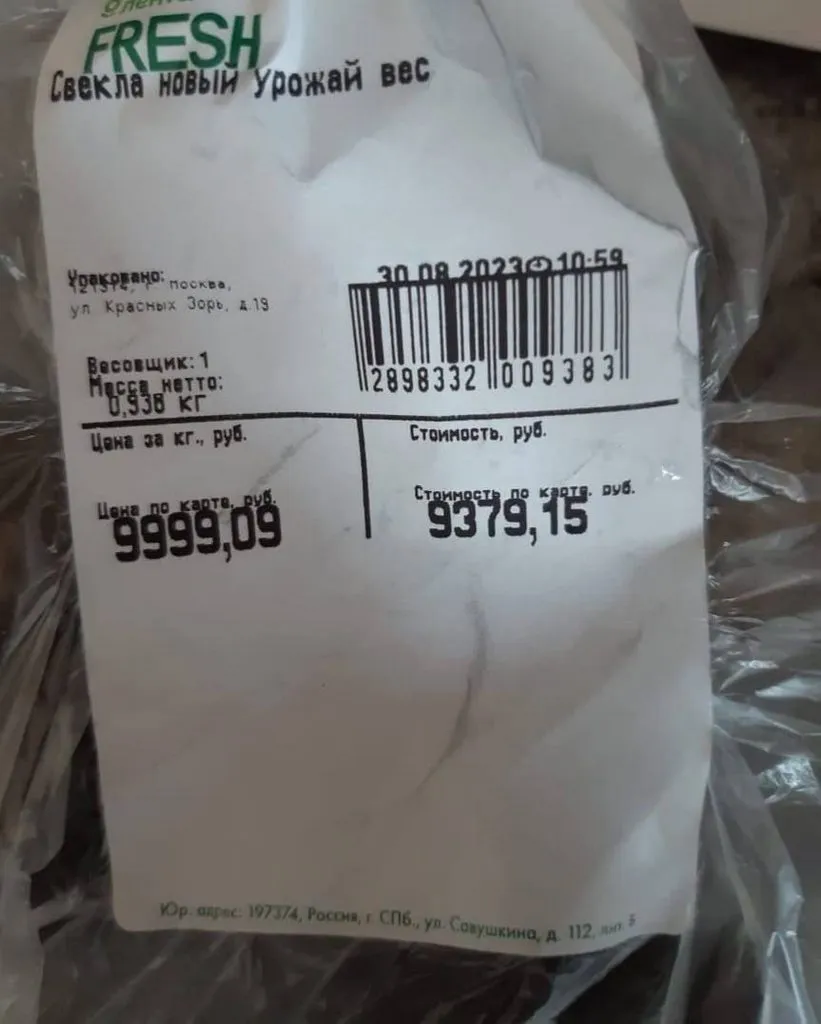 FRESH
Свекла новый урожай вес
30.08.2023 10:59
Упаковано:
г. Москва,
ул Красных Зорь, д.19
2898332 009383
Весовщик: 1
Масса нетто:
0,938 кг
Цена за кг., руб.
Стоимость, руб.
Цена по карте, руб.
Стоимость по карте, руб.
9999,09
9379,15
Юр. адрес: 197374, Россия, г. СПб., ул. Савушкина, д. 112, лит. Б